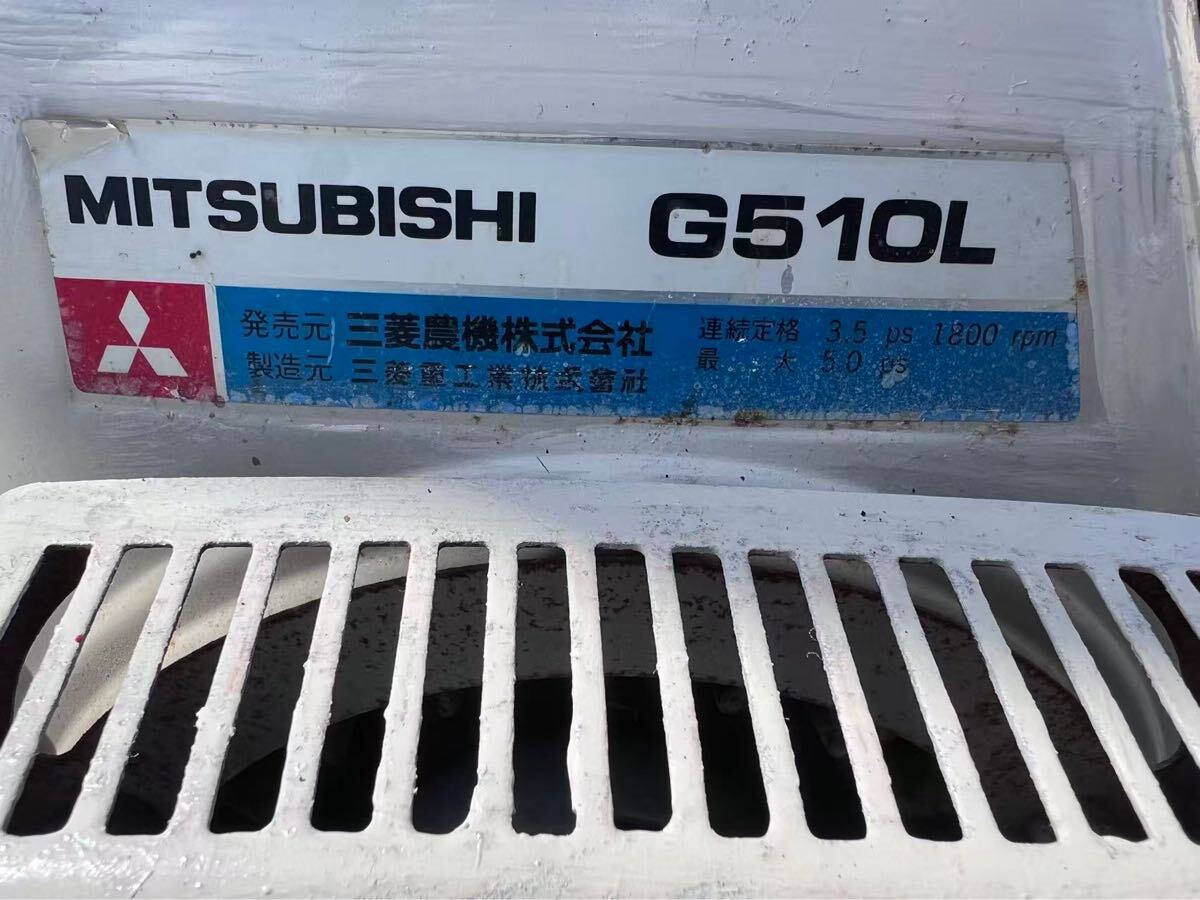 MITSUBISHI G510L
発売元 三菱農機株式会社 連続定格 3.5 ps 1800 rpm
製造元 三菱重工業株式會社 最大 5.0 ps